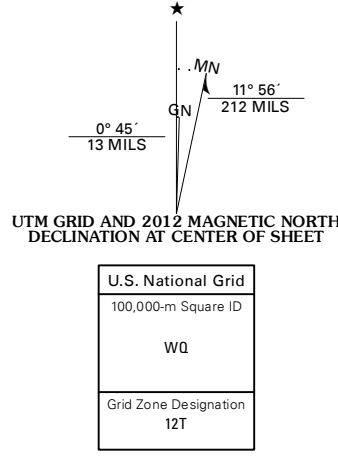 ★
MN
GN
11° 56´
212 MILS
0° 45´
13 MILS
UTM GRID AND 2012 MAGNETIC NORTH
DECLINATION AT CENTER OF SHEET
U.S. National Grid
100,000-m Square ID
WQ
Grid Zone Designation
12T